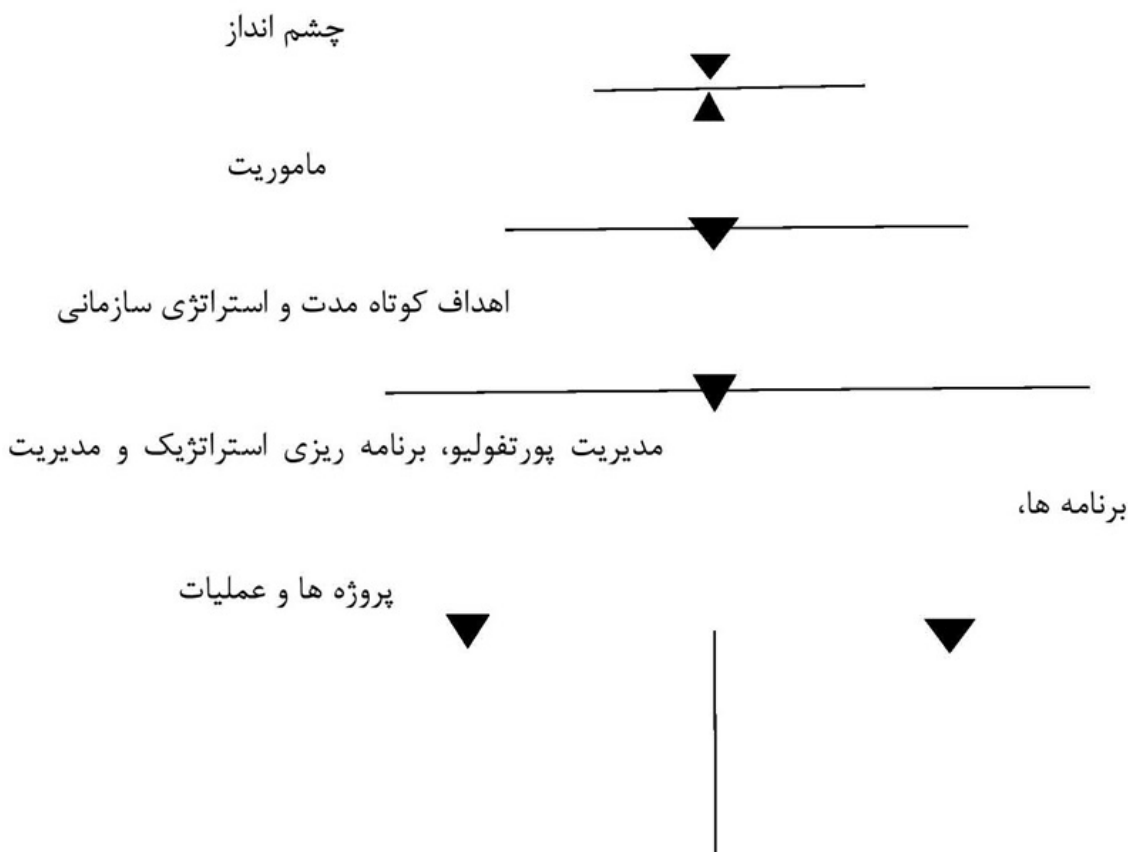 چشم انداز
ماموریت
اهداف کوتاه مدت و استراتژی سازمانی
مدیریت پورتفولیو، برنامه ریزی استراتژیک و مدیریت
برنامه ها،
پروژه ها و عملیات